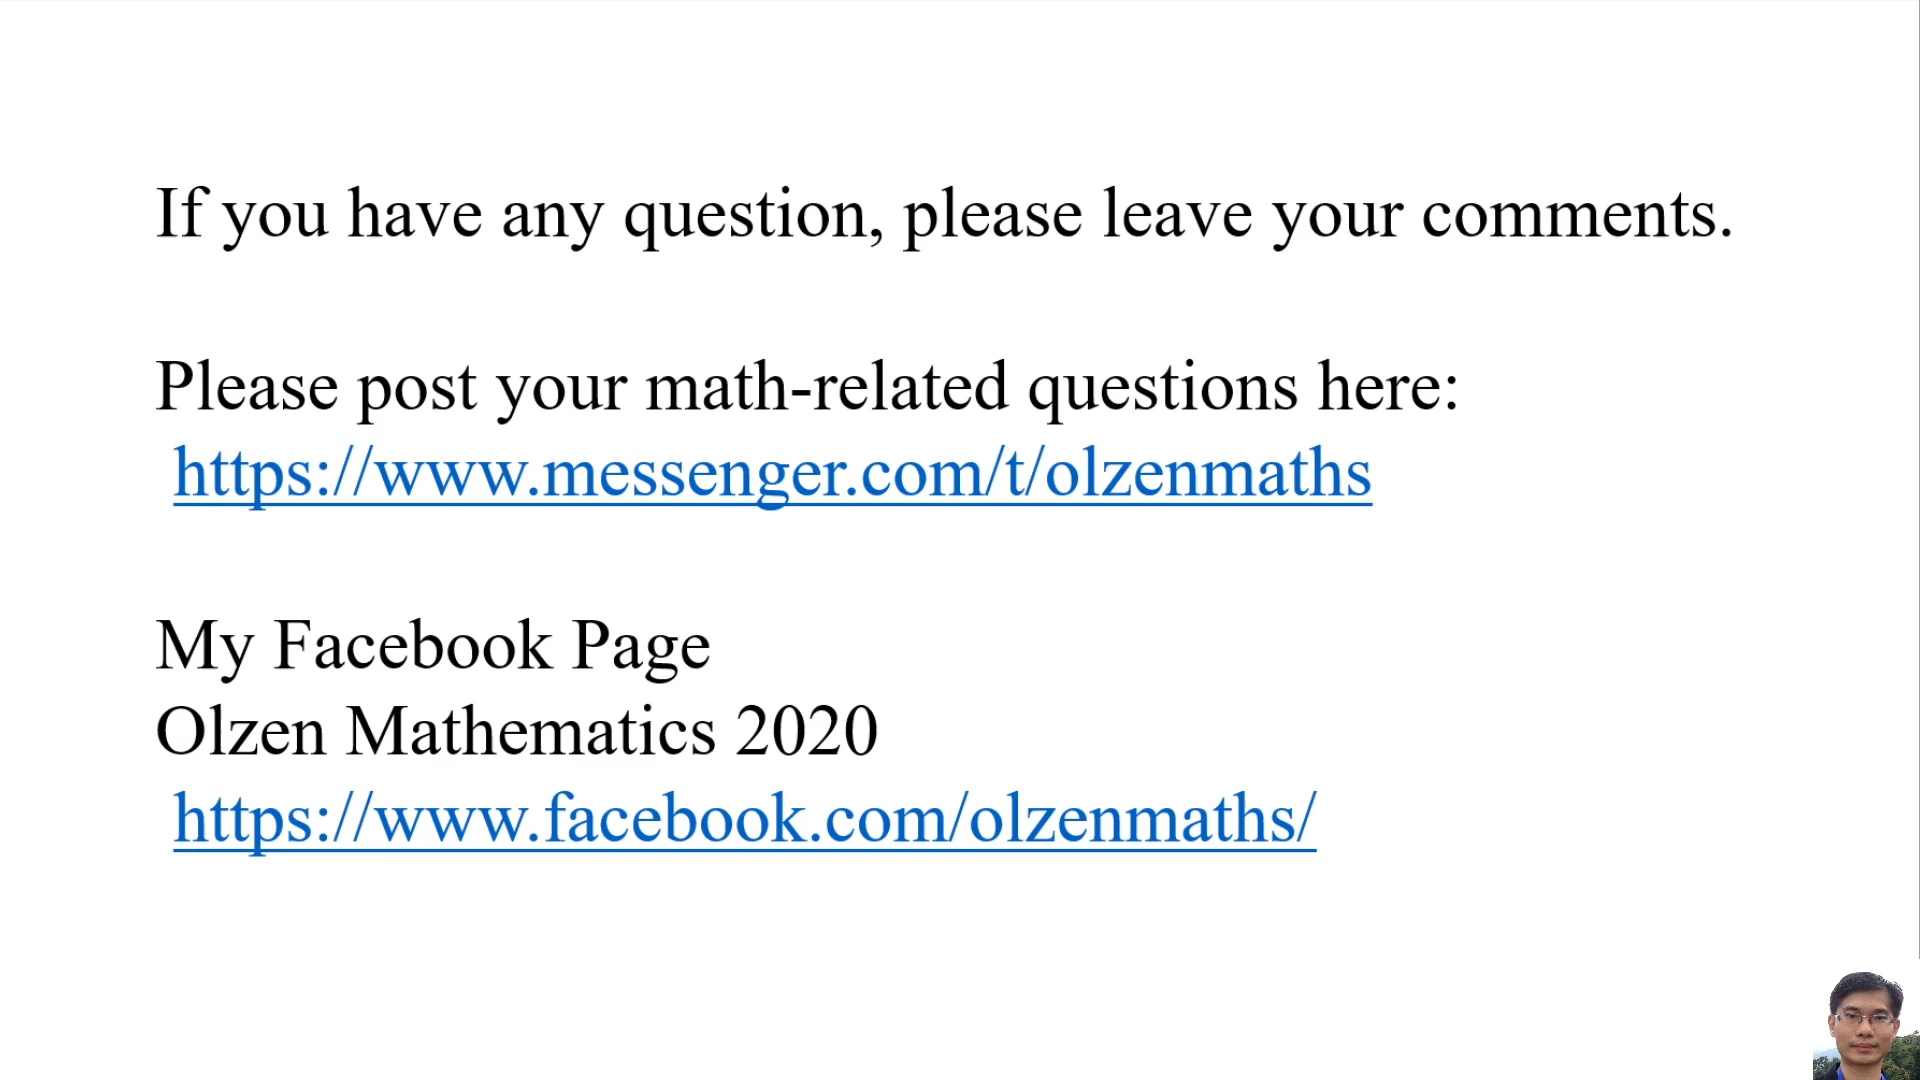 If you have any question, please leave your comments.
Please post your math-related questions here:
https://www.messenger.com/t/olzenmaths
My Facebook Page
Olzen Mathematics 2020
https://www.facebook.com/olzenmaths/